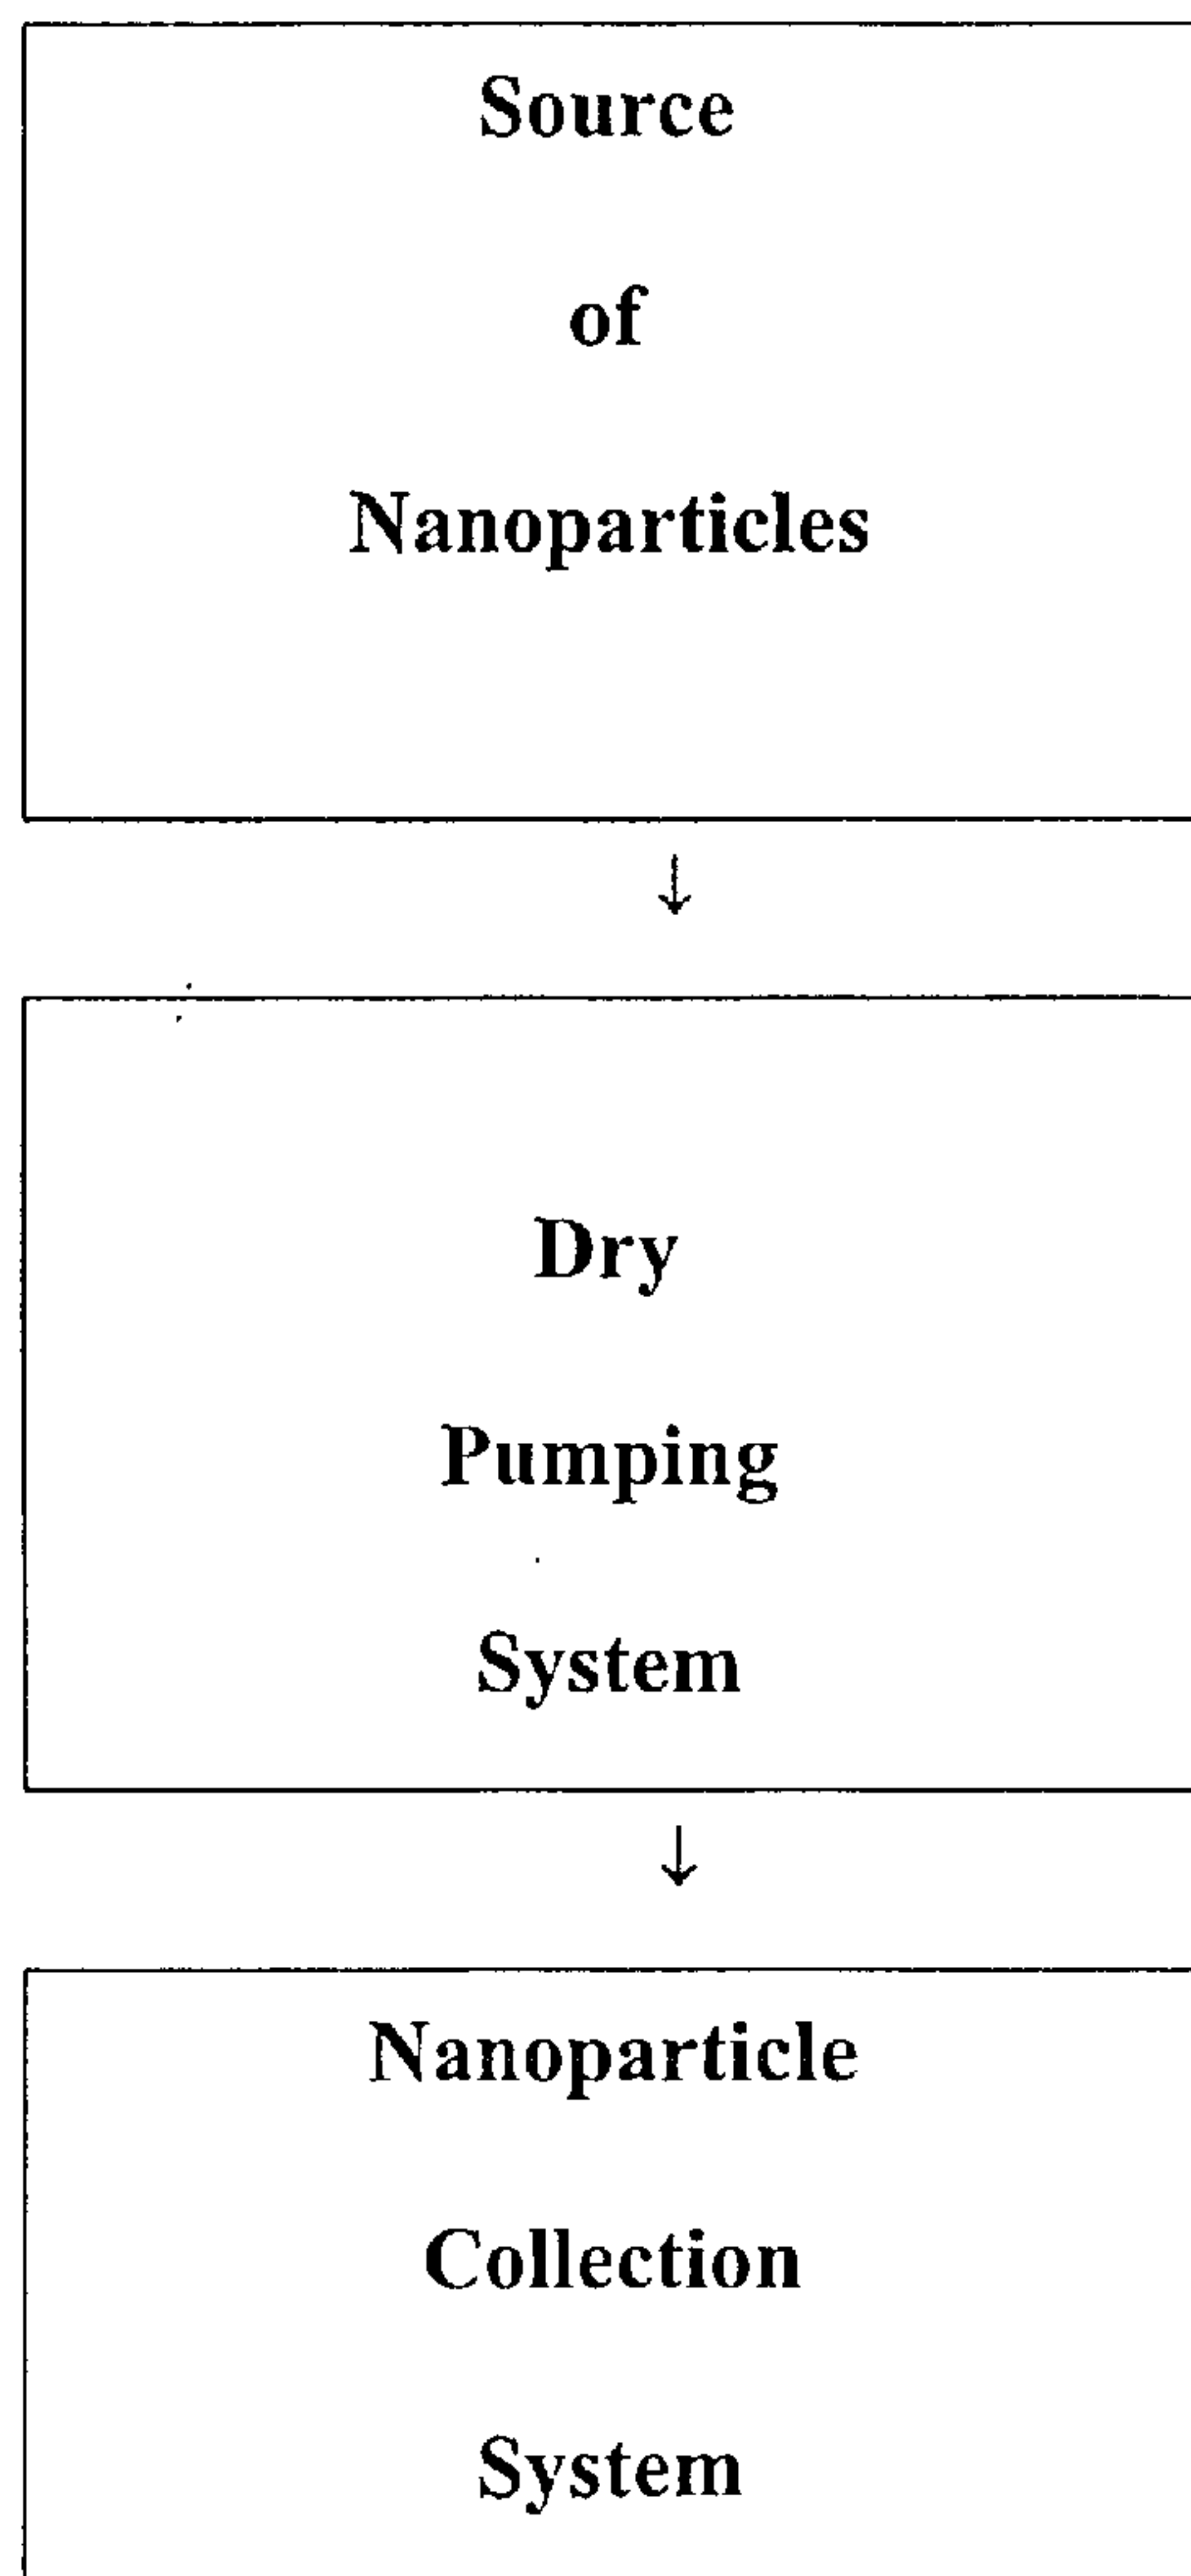 Source
of
Nanoparticles
↓
Dry
Pumping
System
↓
Nanoparticle
Collection
System